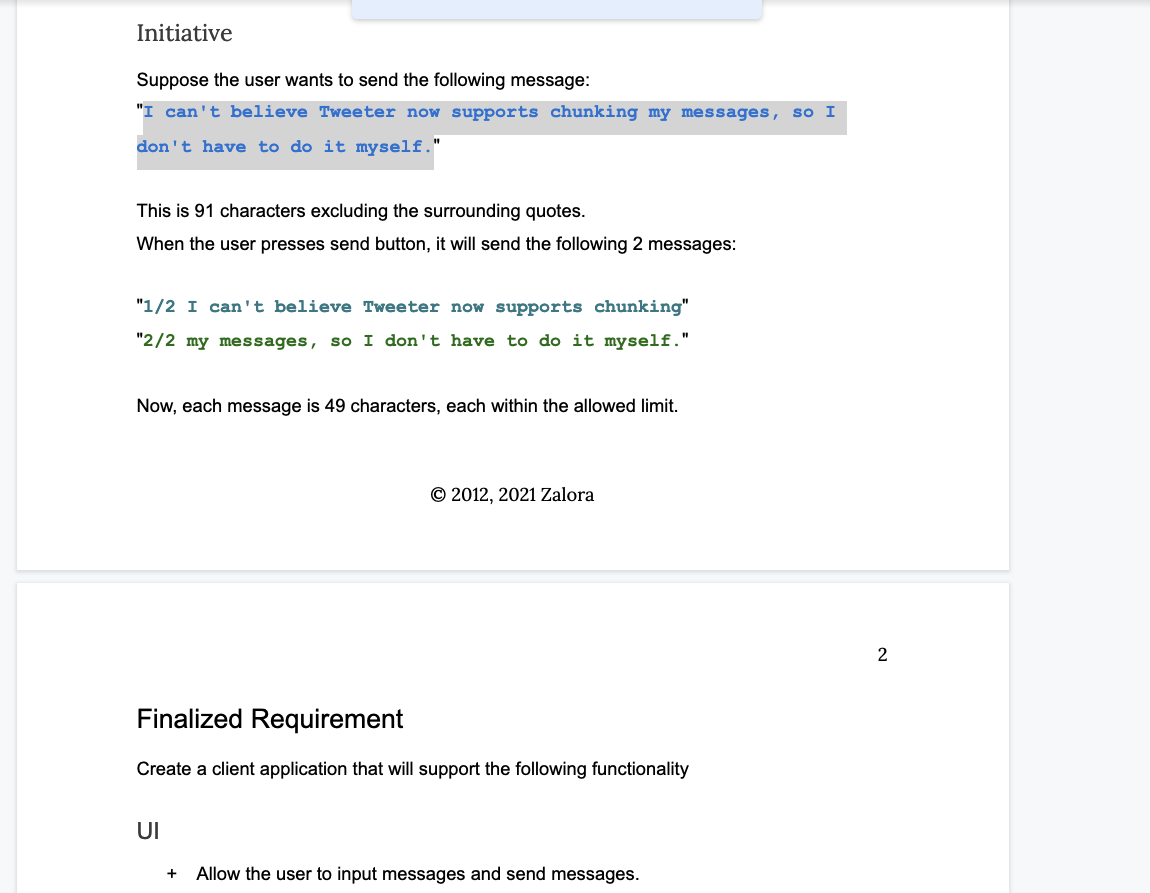 Initiative
Suppose the user wants to send the following message:
"I can't believe Tweeter now supports chunking my messages, so I
don't have to do it myself."
This is 91 characters excluding the surrounding quotes.
When the user presses send button, it will send the following 2 messages:
"1/2 I can't believe Tweeter now supports chunking"
"2/2 my messages, so I don't have to do it myself."
Now, each message is 49 characters, each within the allowed limit.
© 2012, 2021 Zalora
2
Finalized Requirement
Create a client application that will support the following functionality
UI
+ Allow the user to input messages and send messages.